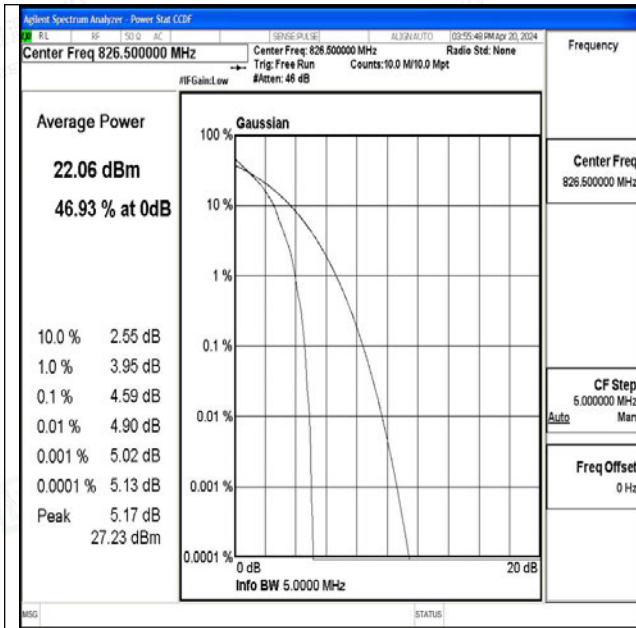 Agilent Spectrum Analyzer - Power Stat CCDF
RL RF 50 Ω AC SENSE:PULSE ALIGNAUTO 03:55:48 PM Apr 20, 2024
Center Freq 826.500000 MHz
Center Freq: 826.500000 MHz Radio Std: None
Trig: Free Run Counts:10.0 M/10.0 Mpt
#IFGain:Low #Atten: 46 dB
Frequency
Average Power
22.06 dBm
46.93 % at 0dB
10.0 % 2.55 dB
1.0 % 3.95 dB
0.1 % 4.59 dB
0.01 % 4.90 dB
0.001 % 5.02 dB
0.0001 % 5.13 dB
Peak 5.17 dB
27.23 dBm
Gaussian
100 %
10 %
1 %
0.1 %
0.01 %
0.001 %
0.0001 %
0 dB 20 dB
Info BW 5.0000 MHz
Center Freq
826.500000 MHz
CF Step
5.000000 MHz
Auto Man
Freq Offset
0 Hz
MSG STATUS